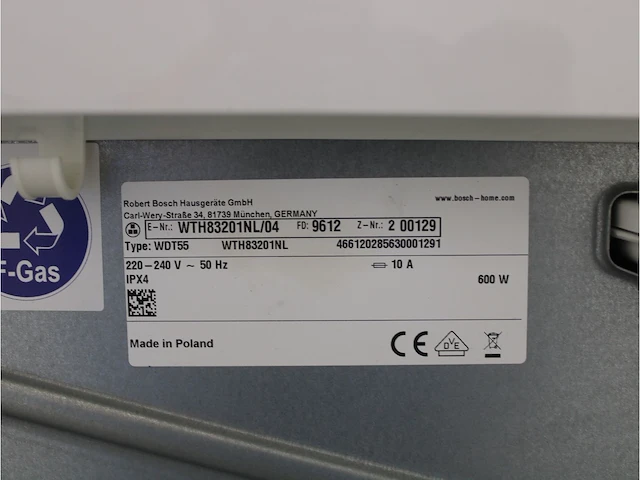 Robert Bosch Hausgeräte GmbH
www.bosch-home.com
Carl-Wery-Straße 34, 81739 München, GERMANY
E-Nr.: WTH83201NL/04 FD: 9612 Z-Nr.: 2 00129
Type: WDT55 WTH83201NL 466120285630001291
220-240 V ~ 50 Hz 10 A
IPX4 600 W
Made in Poland
CE DVE
F-Gas